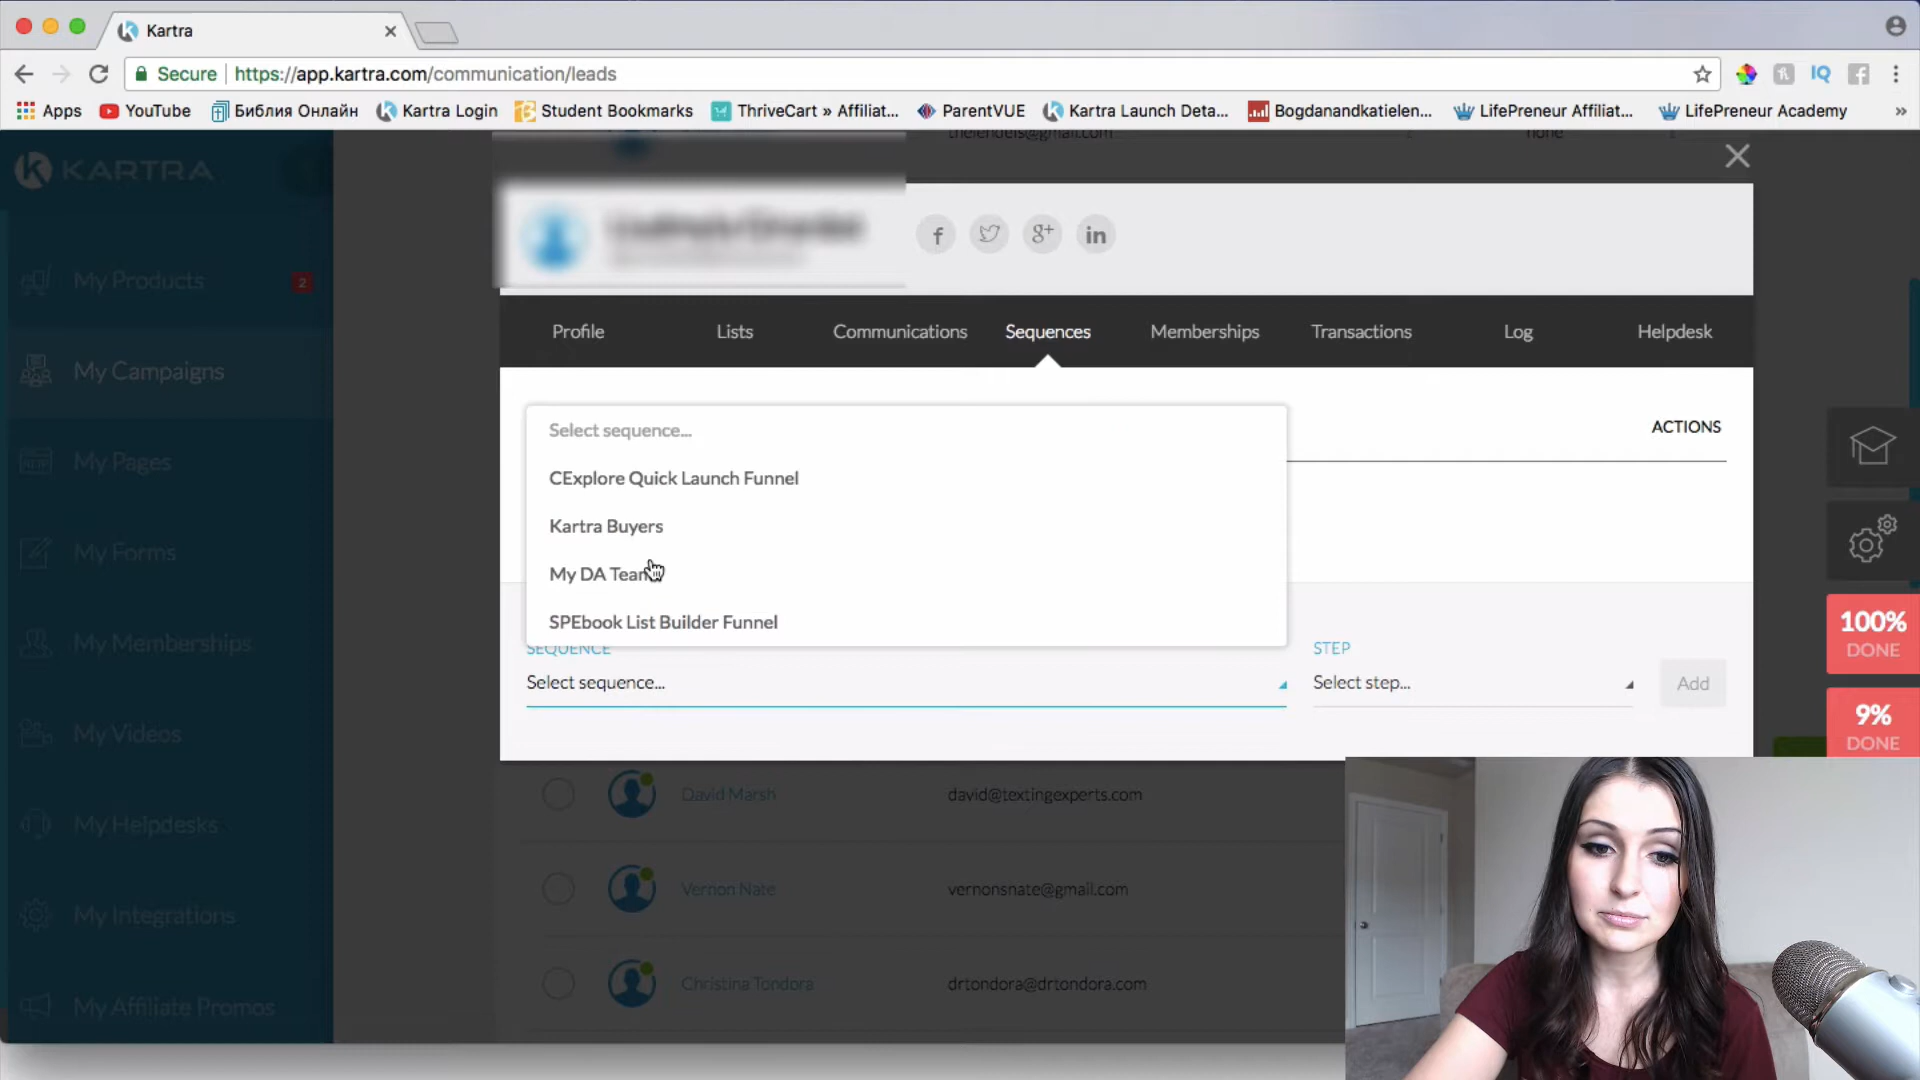 Kartra
Secure https://app.kartra.com/communication/leads
Apps YouTube Библия Онлайн Kartra Login Student Bookmarks ThriveCart » Affiliat... ParentVUE Kartra Launch Deta... Bogdanandkatielen... LifePreneur Affiliat... LifePreneur Academy »
thelendels@gmail.com none
KARTRA
My Products 2
My Campaigns
My Pages
My Forms
My Memberships
My Videos
My Helpdesks
My Integrations
My Affiliate Promos
Profile Lists Communications Sequences Memberships Transactions Log Helpdesk
ACTIONS
Select sequence...
CExplore Quick Launch Funnel
Kartra Buyers
My DA Team
SPEbook List Builder Funnel
SEQUENCE STEP
Select sequence... Select step... Add
100%
DONE
9%
DONE
David Marsh david@textingexperts.com
Vernon Nate vernonsnate@gmail.com
Christina Tondora drtondora@drtondora.com